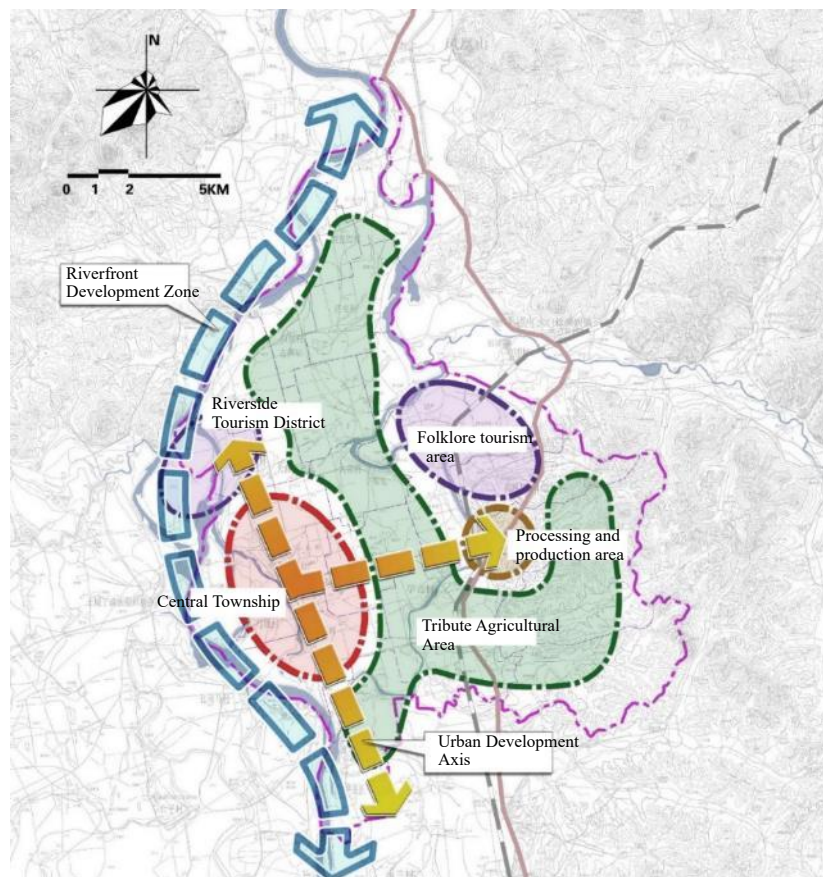 N
0 1 2 5KM
Riverfront
Development Zone
Riverside
Tourism District
Folklore tourism
area
Processing and
production area
Central Township
Tribute Agricultural
Area
Urban Development
Axis